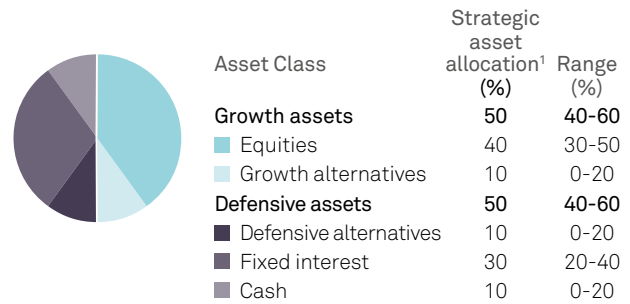 Strategic
asset
Asset Class allocation¹ Range
(%) (%)
Growth assets 50 40-60
Equities 40 30-50
Growth alternatives 10 0-20
Defensive assets 50 40-60
Defensive alternatives 10 0-20
Fixed interest 30 20-40
Cash 10 0-20